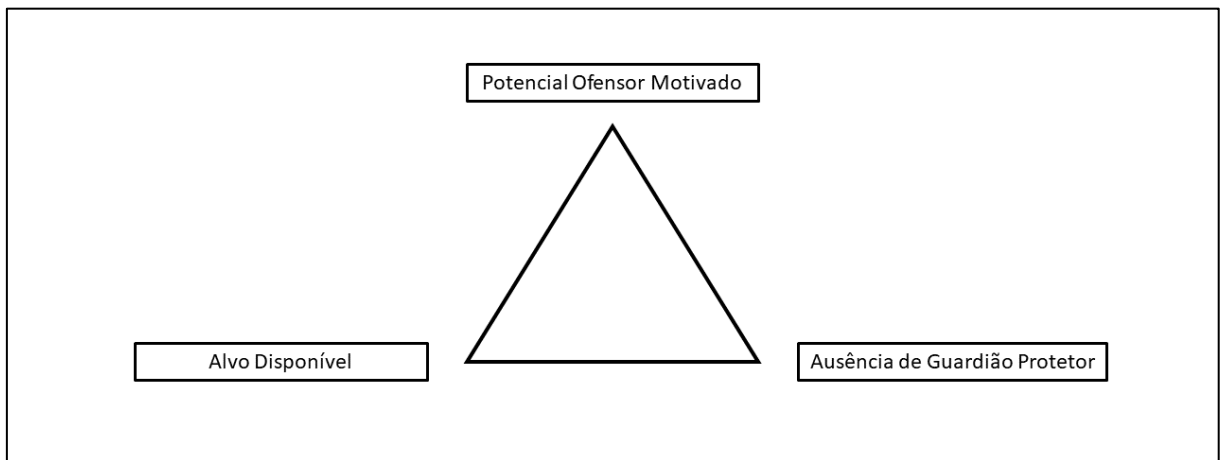 Potencial Ofensor Motivado
Alvo Disponível
Ausência de Guardião Protetor